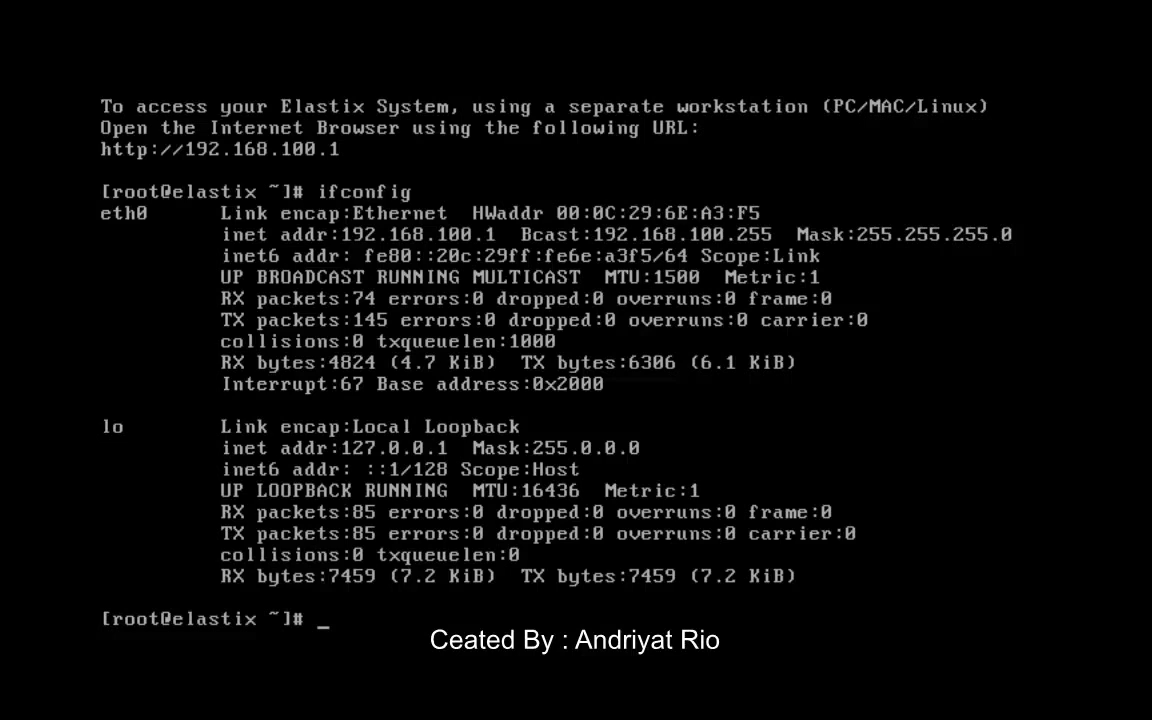 To access your Elastix System, using a separate workstation (PC/MAC/Linux)
Open the Internet Browser using the following URL:
http://192.168.100.1
[root@elastix ~]# ifconfig
eth0 Link encap:Ethernet HWaddr 00:0C:29:6E:A3:F5
inet addr:192.168.100.1 Bcast:192.168.100.255 Mask:255.255.255.0
inet6 addr: fe80::20c:29ff:fe6e:a3f5/64 Scope:Link
UP BROADCAST RUNNING MULTICAST MTU:1500 Metric:1
RX packets:74 errors:0 dropped:0 overruns:0 frame:0
TX packets:145 errors:0 dropped:0 overruns:0 carrier:0
collisions:0 txqueuelen:1000
RX bytes:4824 (4.7 KiB) TX bytes:6306 (6.1 KiB)
Interrupt:67 Base address:0x2000
lo Link encap:Local Loopback
inet addr:127.0.0.1 Mask:255.0.0.0
inet6 addr: ::1/128 Scope:Host
UP LOOPBACK RUNNING MTU:16436 Metric:1
RX packets:85 errors:0 dropped:0 overruns:0 frame:0
TX packets:85 errors:0 dropped:0 overruns:0 carrier:0
collisions:0 txqueuelen:0
RX bytes:7459 (7.2 KiB) TX bytes:7459 (7.2 KiB)
[root@elastix ~]# _
Ceated By : Andriyat Rio